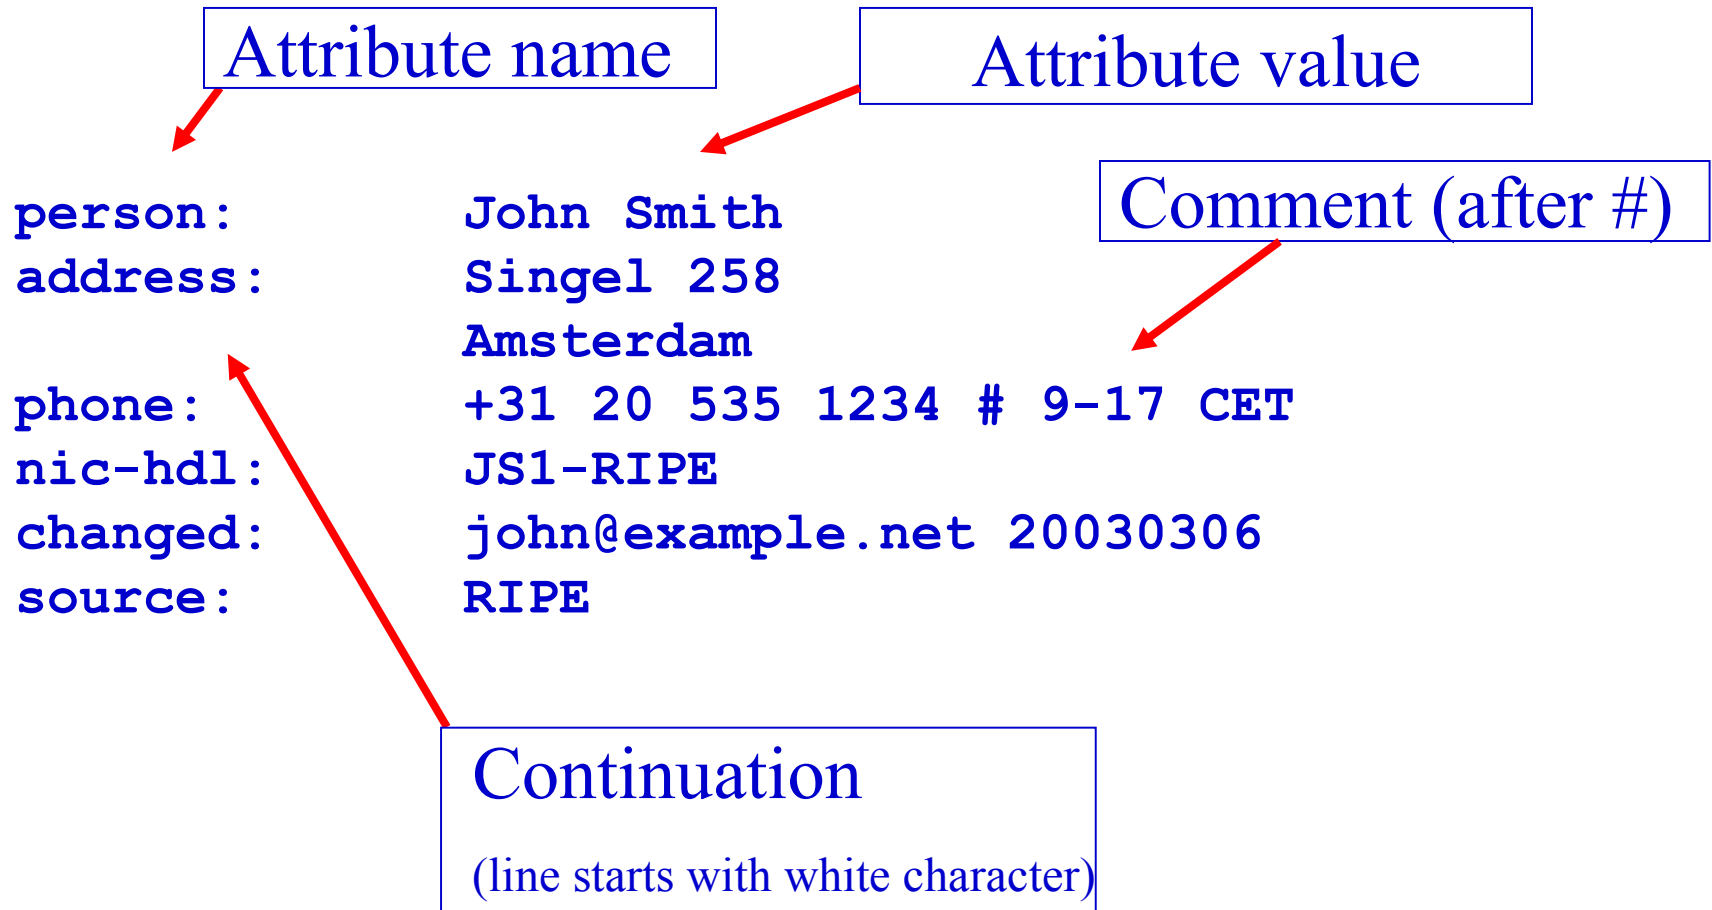 Attribute name
Attribute value
Comment (after #)
person: John Smith
address: Singel 258
Amsterdam
phone: +31 20 535 1234 # 9-17 CET
nic-hdl: JS1-RIPE
changed: john@example.net 20030306
source: RIPE
Continuation
(line starts with white character)